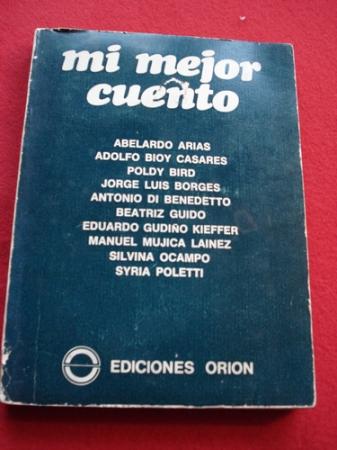 mi mejor
cuento
ABELARDO ARIAS
ADOLFO BIOY CASARES
POLDY BIRD
JORGE LUIS BORGES
ANTONIO DI BENEDETTO
BEATRIZ GUIDO
EDUARDO GUDIÑO KIEFFER
MANUEL MUJICA LAINEZ
SILVINA OCAMPO
SYRIA POLETTI
EDICIONES ORION